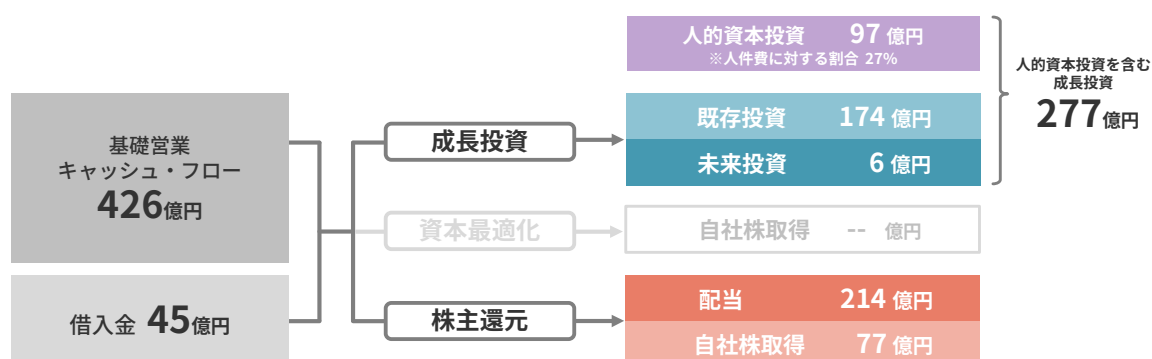 人的資本投資 97 億円
※人件費に対する割合 27%
人的資本投資を含む
成長投資
277億円
基礎営業
キャッシュ・フロー
426億円
成長投資
既存投資 174 億円
未来投資 6 億円
資本最適化
自社株取得 -- 億円
借入金 45億円
株主還元
配当 214 億円
自社株取得 77 億円